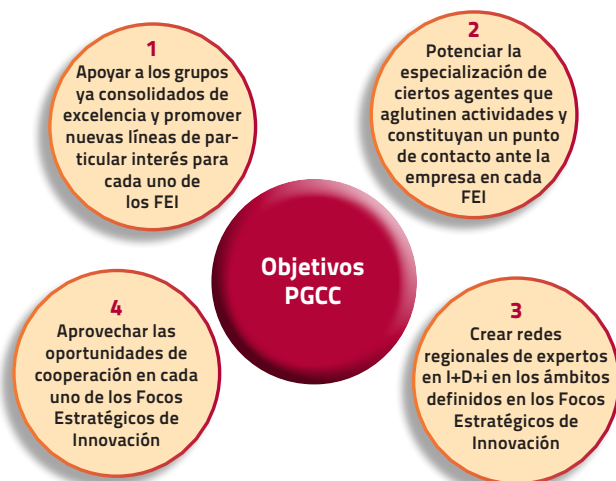 1
Apoyar a los grupos
ya consolidados de
excelencia y promover
nuevas líneas de par-
ticular interés para
cada uno de
los FEI
2
Potenciar la
especialización de
ciertos agentes que
aglutinen actividades y
constituyan un punto
de contacto ante la
empresa en cada
FEI
Objetivos
PGCC
4
Aprovechar las
oportunidades de
cooperación en cada
uno de los Focos
Estratégicos de
Innovación
3
Crear redes
regionales de expertos
en I+D+i en los ámbitos
definidos en los Focos
Estratégicos de
Innovación